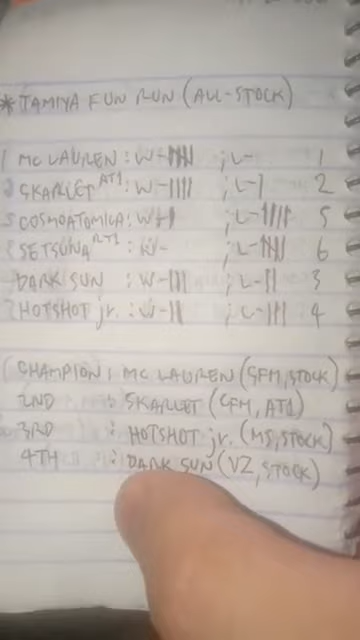 *TAMIYA FUN RUN (ALL-STOCK)
MC LAUREN : W-~~||||~~ ; L- 1
SKARLET AT1 : W-|||| ; L-| 2
COSMOATOMICA : W-| ; L-|||| 5
SETSUNA AT1 : W- ; L-~~||||~~ 6
DARK SUN : W-||| ; L-|| 3
HOTSHOT jr. : W-|| ; L-||| 4
CHAMPION : MC LAUREN (SFM, STOCK)
2ND : SKARLET (SFM, AT1)
3RD : HOTSHOT jr. (MS, STOCK)
4TH : DARK SUN (VZ, STOCK)